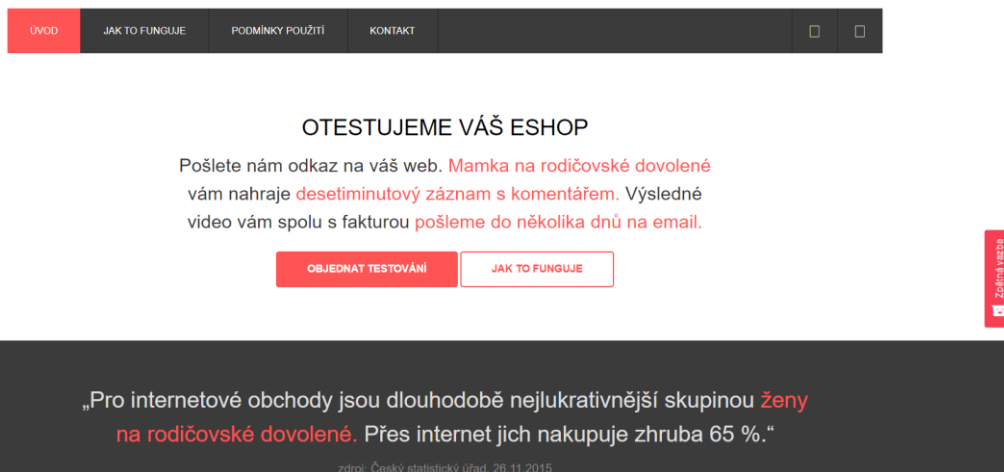 ÚVOD JAK TO FUNGUJE PODMÍNKY POUŽITÍ KONTAKT
OTESTUJEME VÁŠ ESHOP
Pošlete nám odkaz na váš web. Mamka na rodičovské dovolené
vám nahraje desetiminutový záznam s komentářem. Výsledné
video vám spolu s fakturou pošleme do několika dnů na email.
OBJEDNAT TESTOVÁNÍ JAK TO FUNGUJE
Zpětná vazba
„Pro internetové obchody jsou dlouhodobě nejlukrativnější skupinou ženy
na rodičovské dovolené. Přes internet jich nakupuje zhruba 65 %.“
zdroj: Český statistický úřad, 26.11.2015